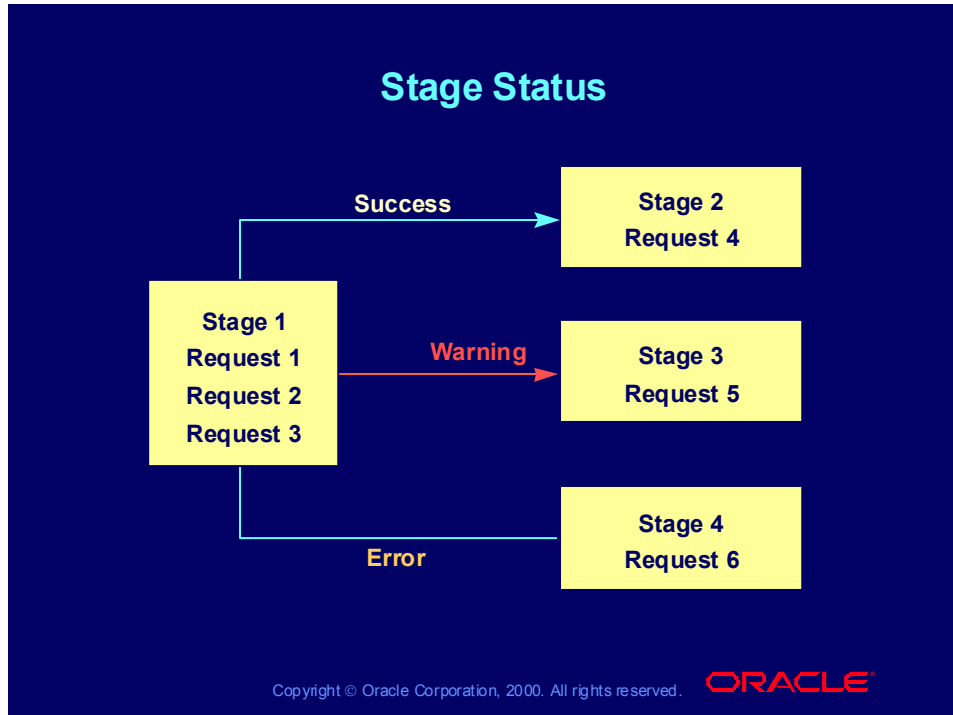 Stage Status
Success
Stage 2
Request 4
Stage 1
Request 1
Request 2
Request 3
Warning
Stage 3
Request 5
Error
Stage 4
Request 6
Copyright © Oracle Corporation, 2000. All rights reserved.
ORACLE®